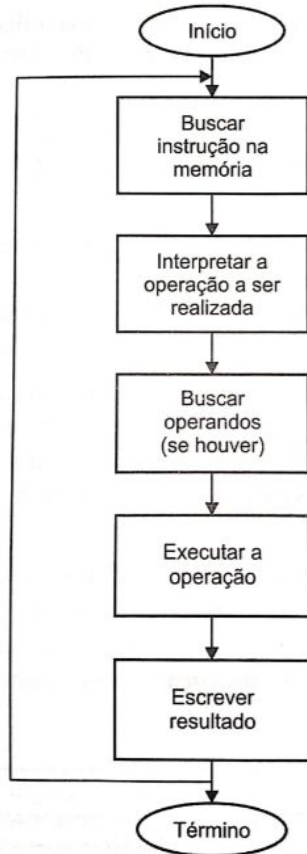 Início
Buscar
instrução na
memória
Interpretar a
operação a ser
realizada
Buscar
operandos
(se houver)
Executar a
operação
Escrever
resultado
Término